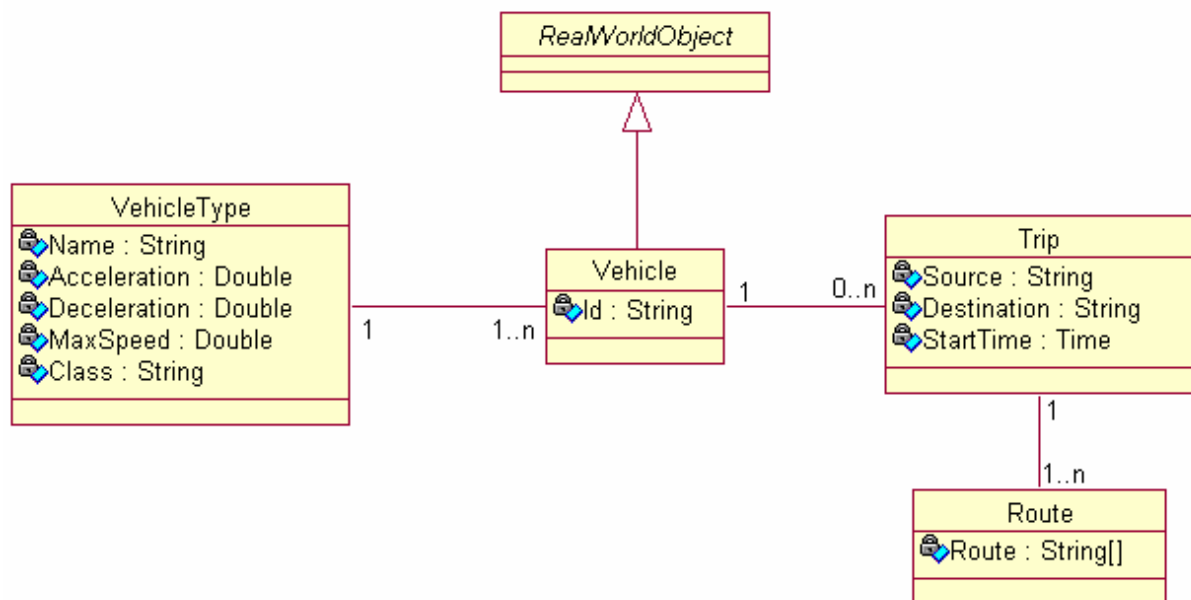 RealWorldObject
VehicleType
Name : String
Acceleration : Double
Deceleration : Double
MaxSpeed : Double
Class : String
1
1..n
Vehicle
Id : String
1
0..n
Trip
Source : String
Destination : String
StartTime : Time
1
1..n
Route
Route : String[]